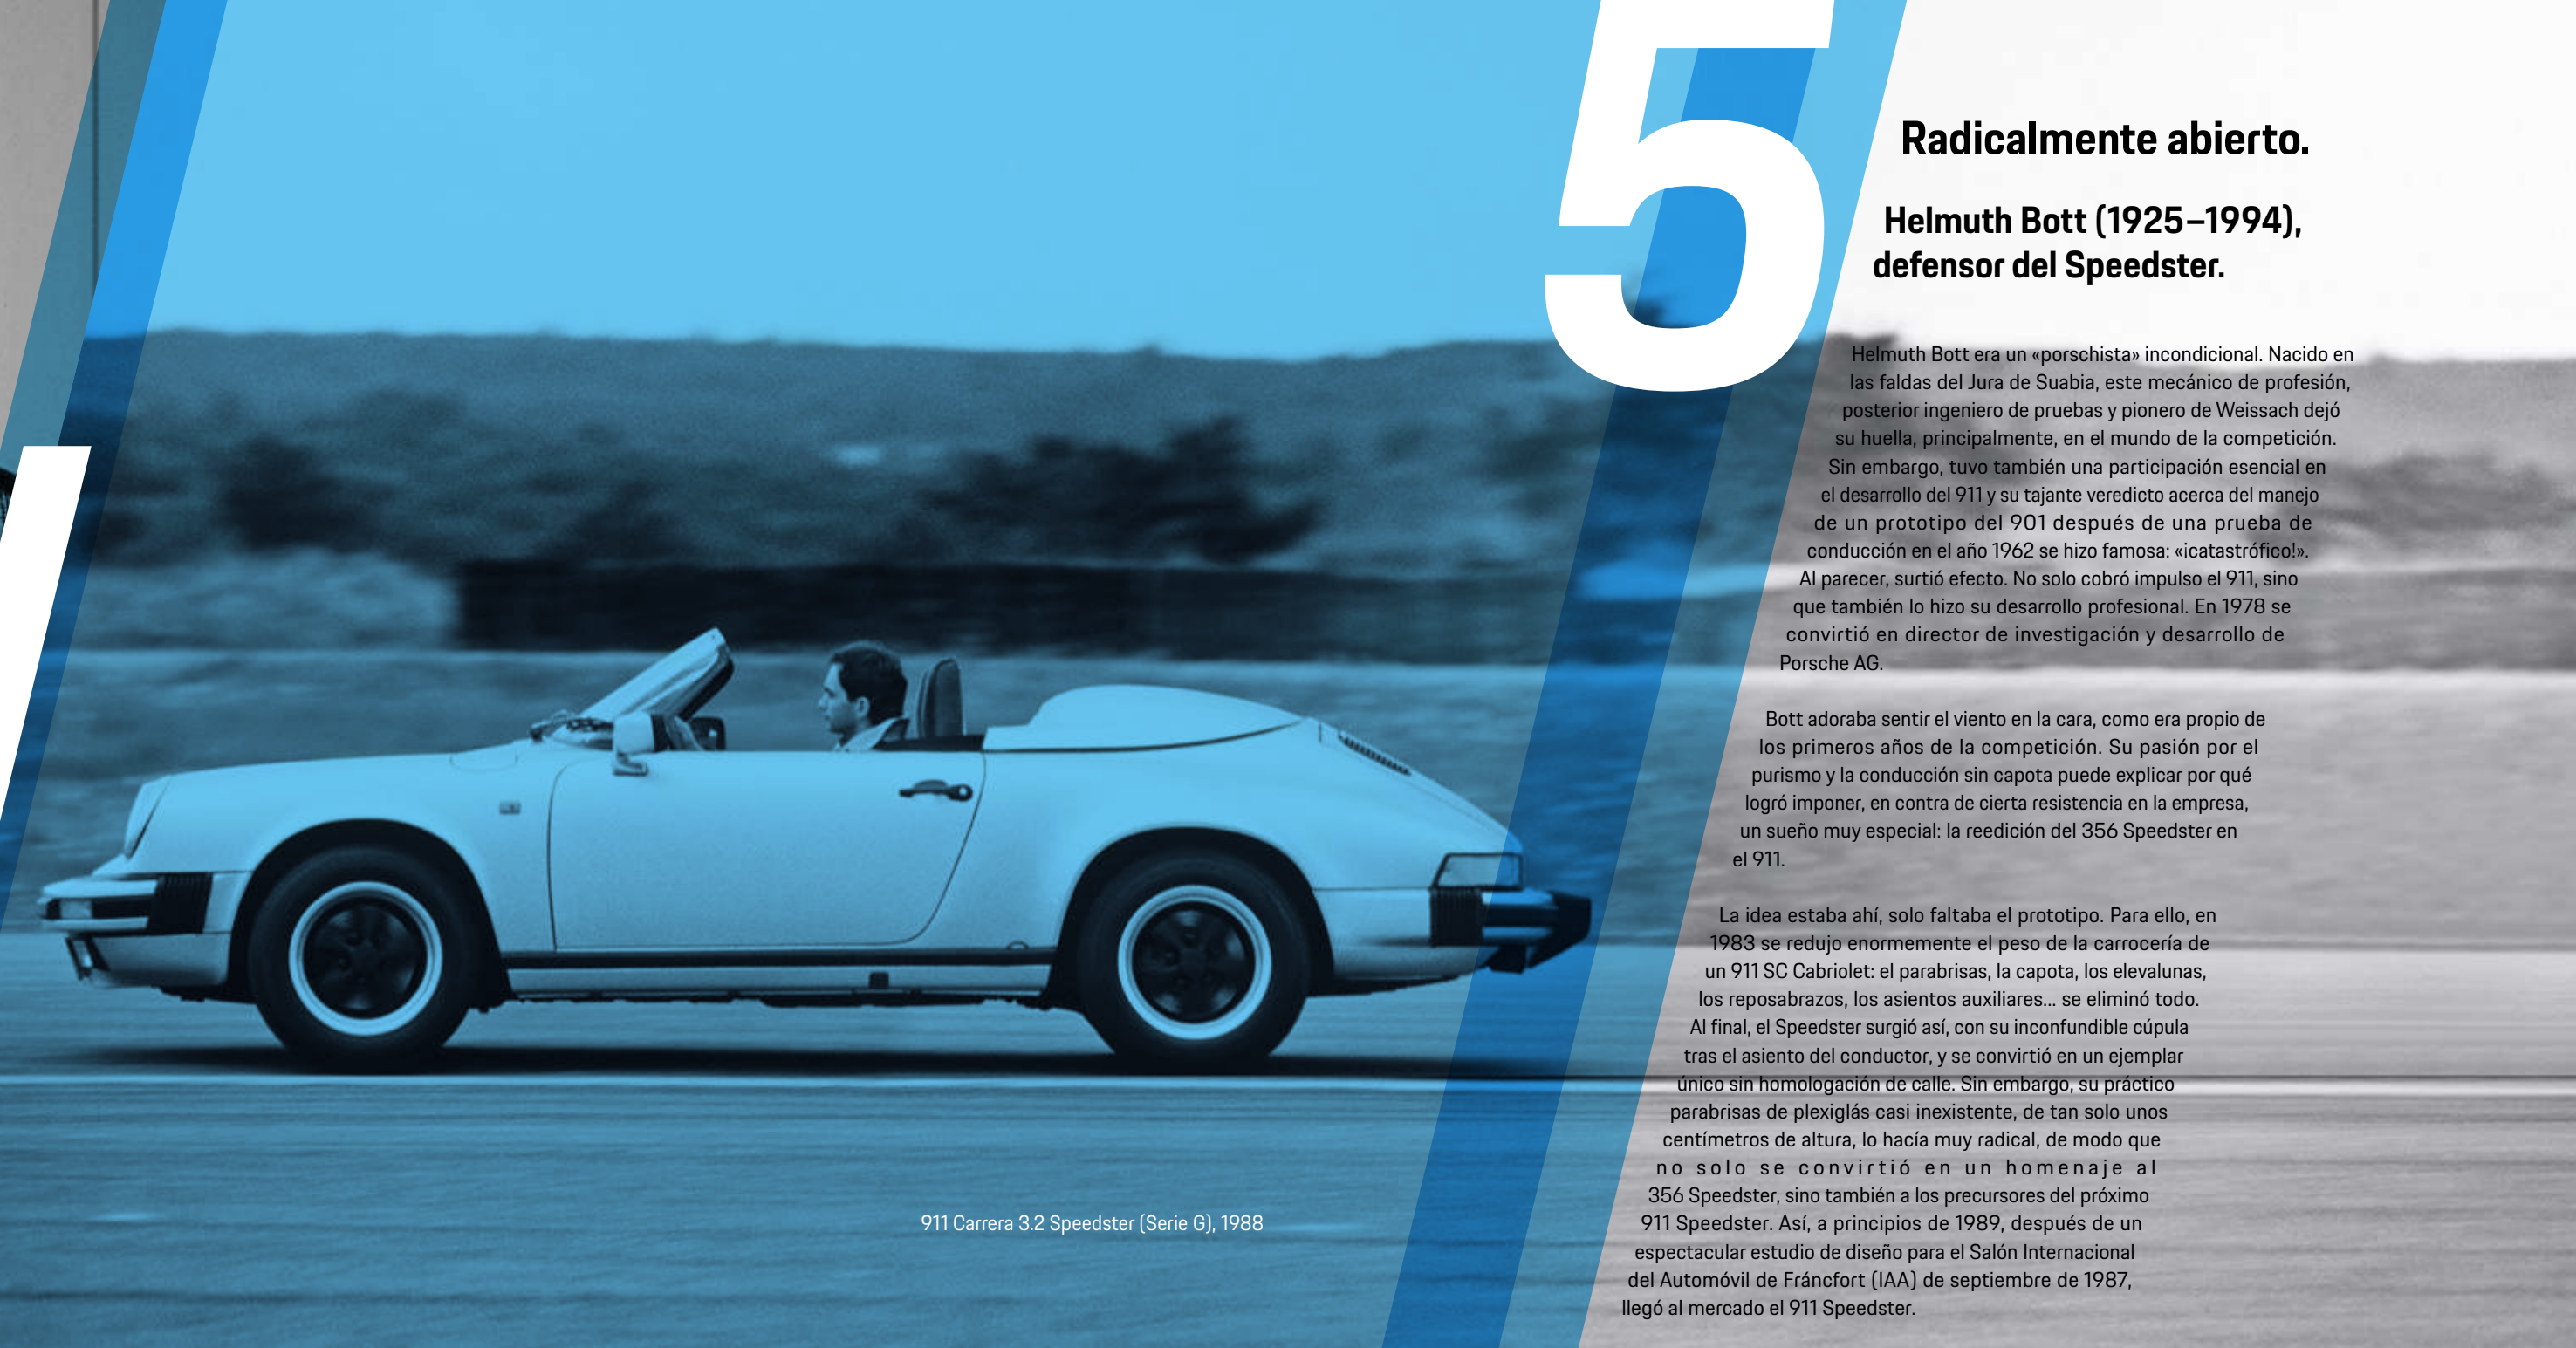 5
Radicalmente abierto.
Helmuth Bott (1925–1994),
defensor del Speedster.
Helmuth Bott era un «porschista» incondicional. Nacido en
las faldas del Jura de Suabia, este mecánico de profesión,
posterior ingeniero de pruebas y pionero de Weissach dejó
su huella, principalmente, en el mundo de la competición.
Sin embargo, tuvo también una participación esencial en
el desarrollo del 911 y su tajante veredicto acerca del manejo
de un prototipo del 901 después de una prueba de
conducción en el año 1962 se hizo famosa: «¡catastrófico!».
Al parecer, surtió efecto. No solo cobró impulso el 911, sino
que también lo hizo su desarrollo profesional. En 1978 se
convirtió en director de investigación y desarrollo de
Porsche AG.
Bott adoraba sentir el viento en la cara, como era propio de
los primeros años de la competición. Su pasión por el
purismo y la conducción sin capota puede explicar por qué
logró imponer, en contra de cierta resistencia en la empresa,
un sueño muy especial: la reedición del 356 Speedster en
el 911.
La idea estaba ahí, solo faltaba el prototipo. Para ello, en
1983 se redujo enormemente el peso de la carrocería de
un 911 SC Cabriolet: el parabrisas, la capota, los elevalunas,
los reposabrazos, los asientos auxiliares... se eliminó todo.
Al final, el Speedster surgió así, con su inconfundible cúpula
tras el asiento del conductor, y se convirtió en un ejemplar
único sin homologación de calle. Sin embargo, su práctico
parabrisas de plexiglás casi inexistente, de tan solo unos
centímetros de altura, lo hacía muy radical, de modo que
no solo se convirtió en un homenaje al
356 Speedster, sino también a los precursores del próximo
911 Speedster. Así, a principios de 1989, después de un
espectacular estudio de diseño para el Salón Internacional
del Automóvil de Fráncfort (IAA) de septiembre de 1987,
llegó al mercado el 911 Speedster.
911 Carrera 3.2 Speedster (Serie G), 1988